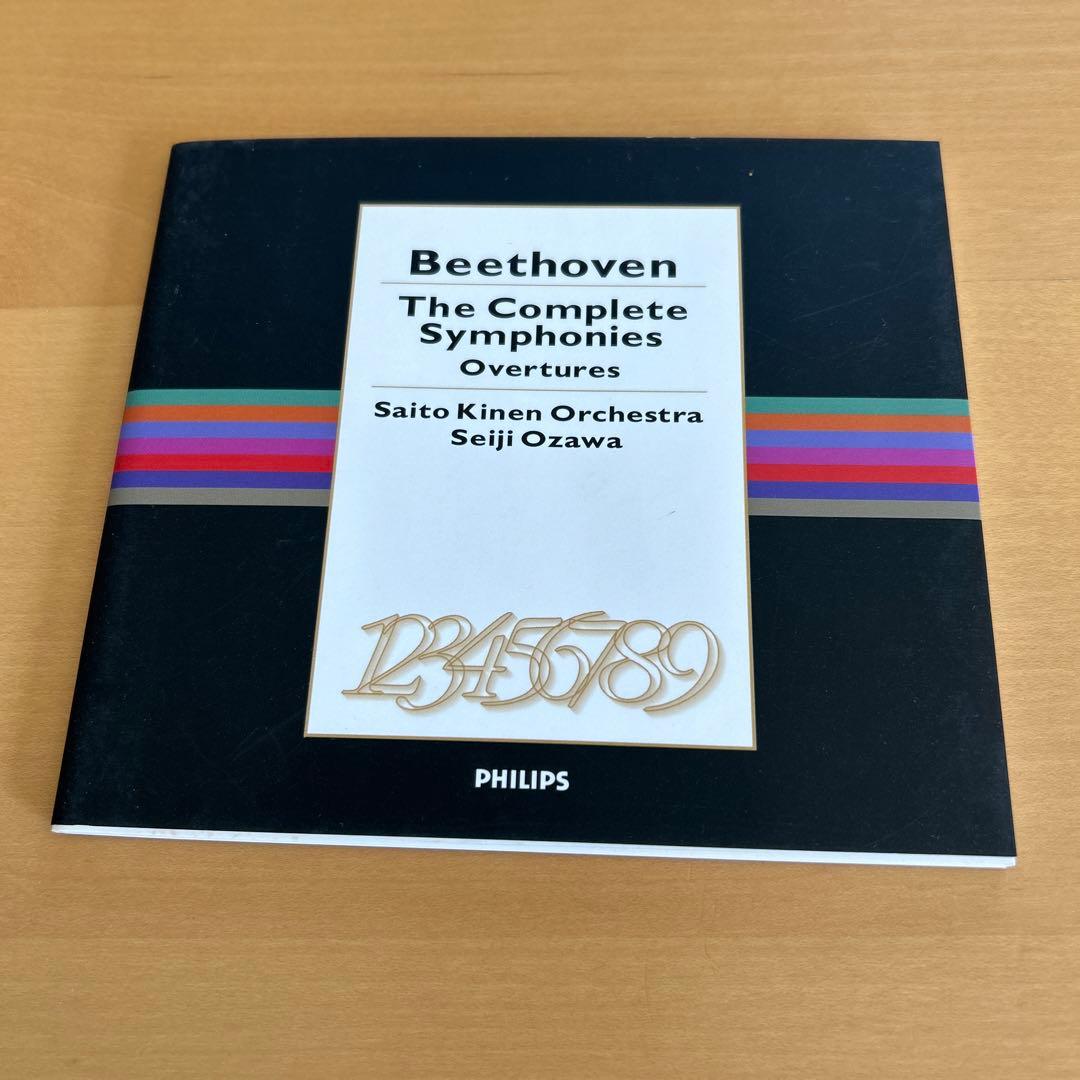 Beethoven
The Complete
Symphonies
Overtures
Saito Kinen Orchestra
Seiji Ozawa
123456789
PHILIPS